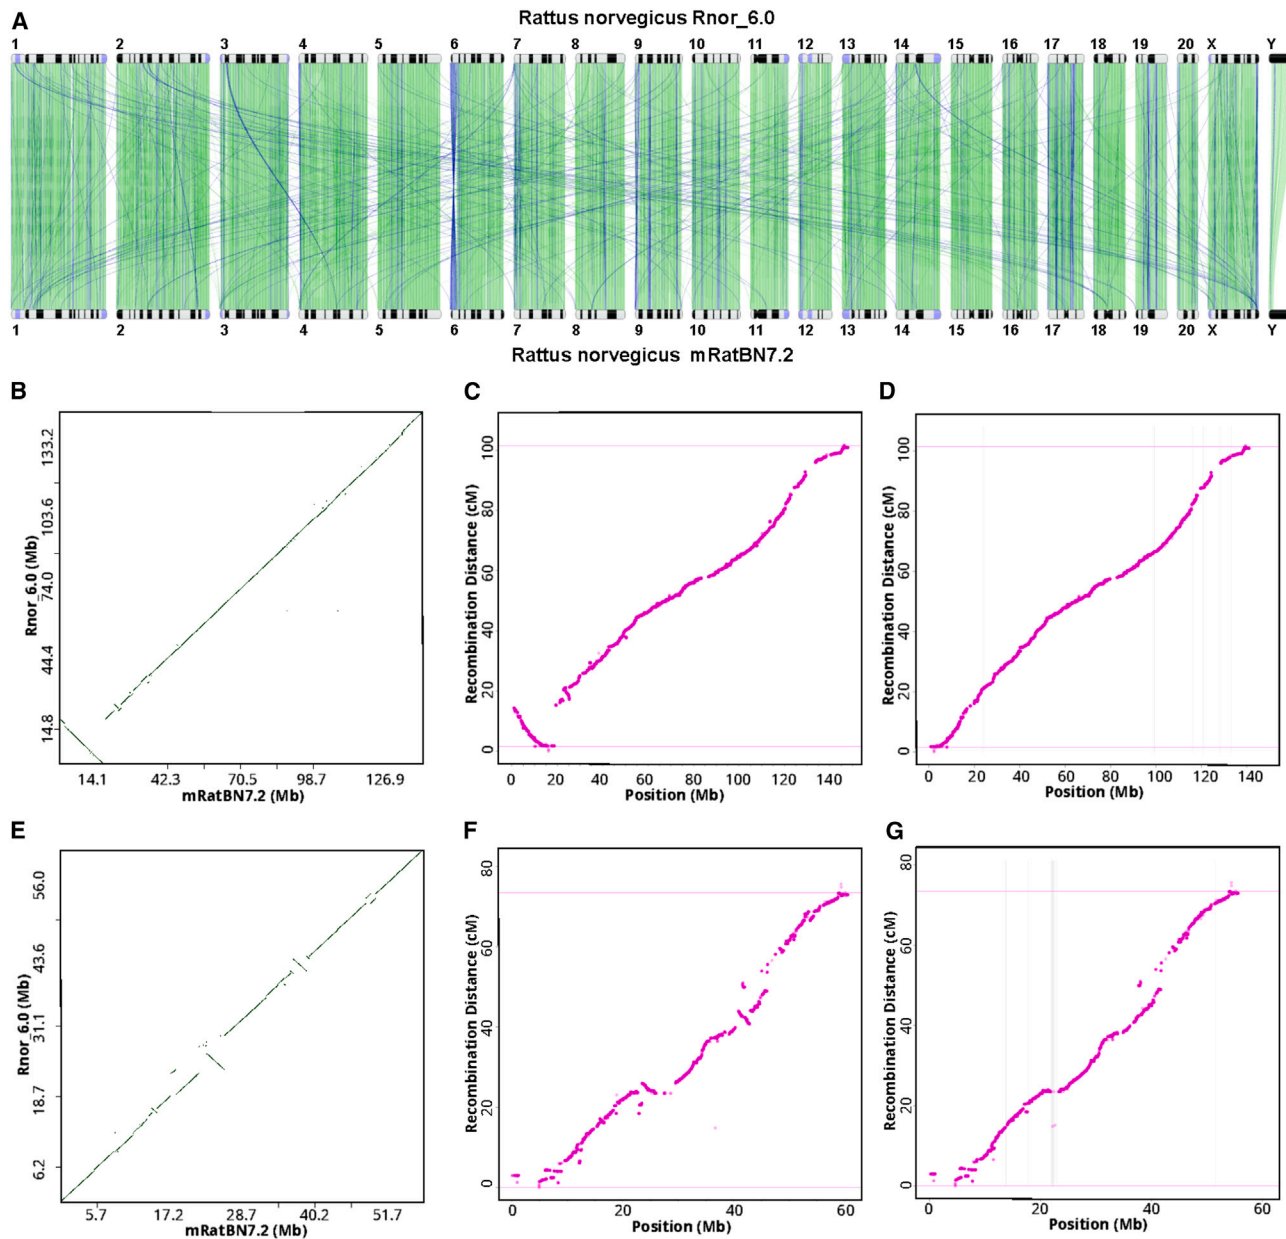 A
Rattus norvegicus Rnor_6.0
1 2 3 4 5 6 7 8 9 10 11 12 13 14 15 16 17 18 19 20 X Y
1 2 3 4 5 6 7 8 9 10 11 12 13 14 15 16 17 18 19 20 X Y
Rattus norvegicus mRatBN7.2
B
Rnor_6.0 (Mb)
133.2
103.6
74.0
44.4
14.8
14.1 42.3 70.5 98.7 126.9
mRatBN7.2 (Mb)
C
Recombination Distance (cM)
100
80
60
40
20
0
0 20 40 60 80 100 120 140
Position (Mb)
D
Recombination Distance (cM)
100
80
60
40
20
0
0 20 40 60 80 100 120 140
Position (Mb)
E
Rnor_6.0 (Mb)
56.0
43.6
31.1
18.7
6.2
5.7 17.2 28.7 40.2 51.7
mRatBN7.2 (Mb)
F
Recombination Distance (cM)
80
60
40
20
0
0 20 40 60
Position (Mb)
G
Recombination Distance (cM)
80
60
40
20
0
0 20 40 60
Position (Mb)